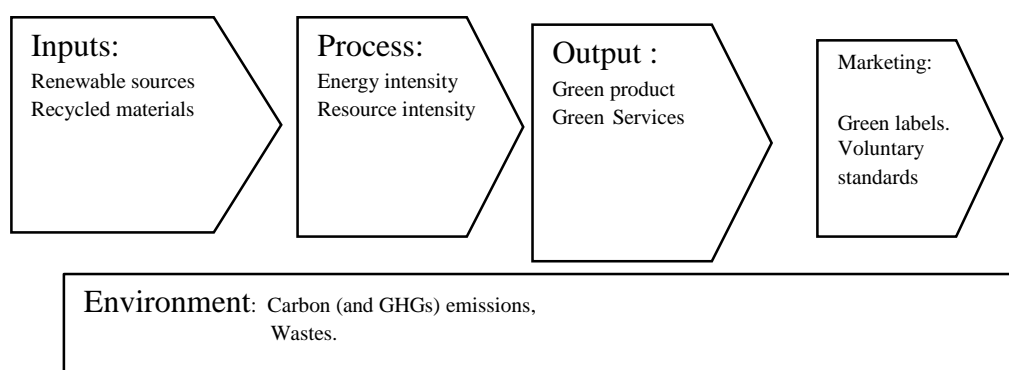 Inputs:
Renewable sources
Recycled materials
Process:
Energy intensity
Resource intensity
Output :
Green product
Green Services
Marketing:
Green labels.
Voluntary
standards
Environment: Carbon (and GHGs) emissions,
Wastes.